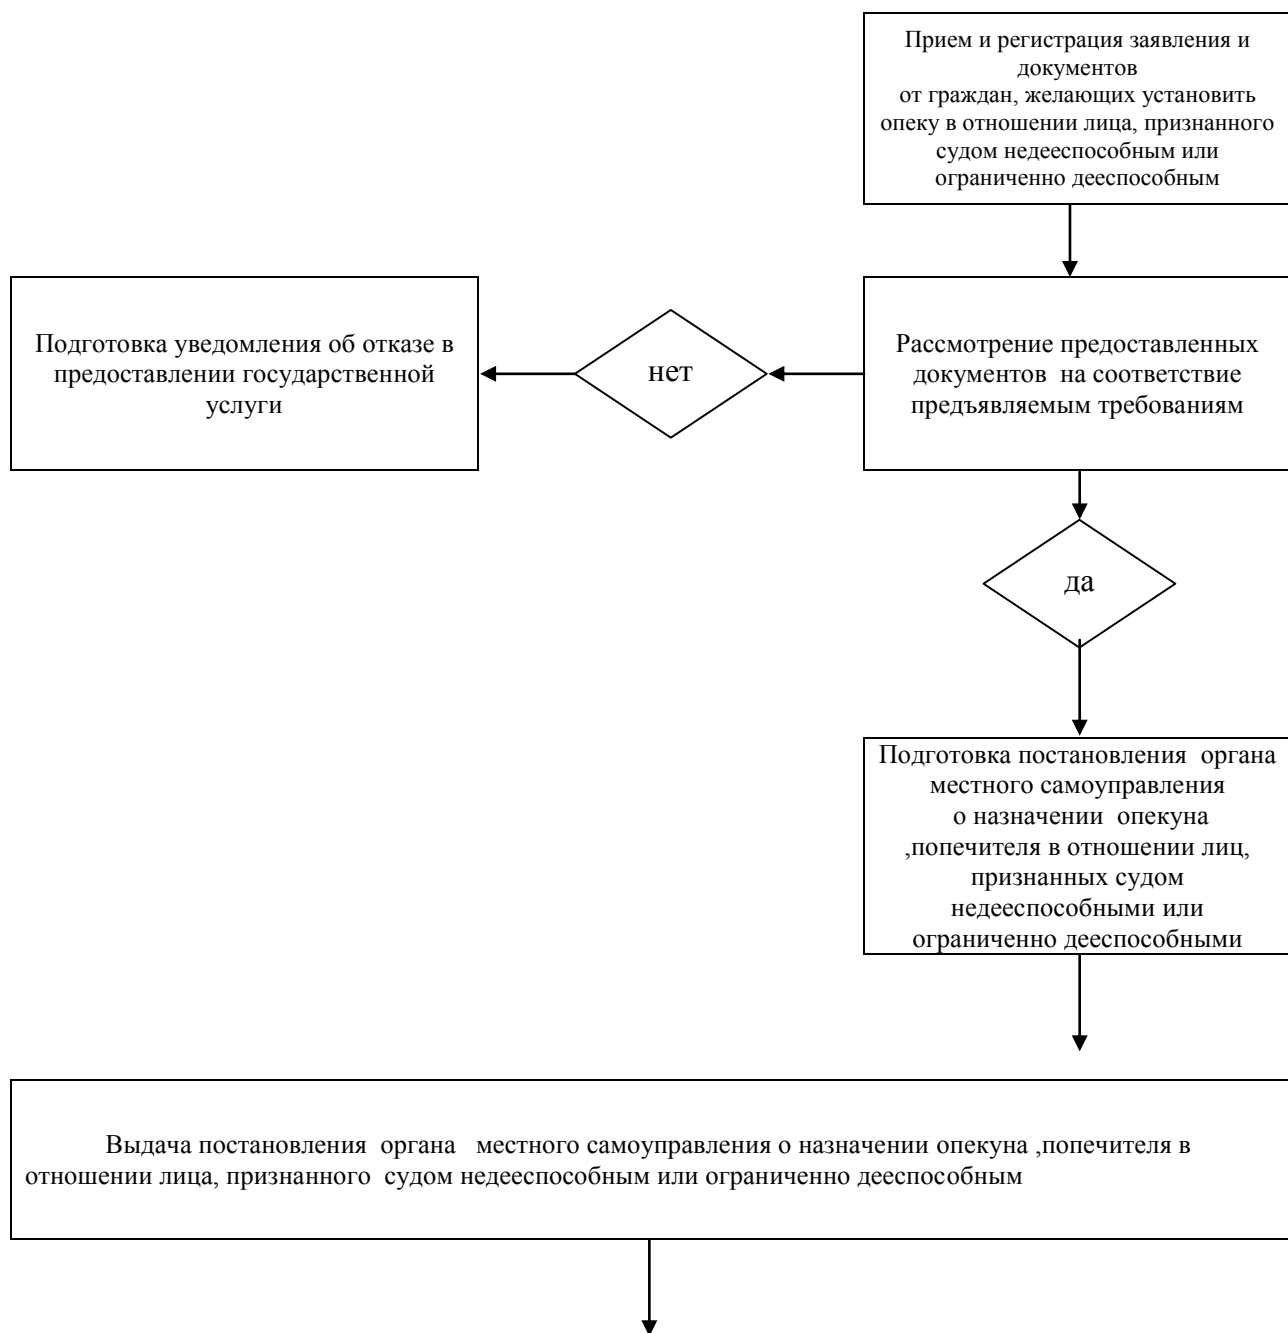 Прием и регистрация заявления и
документов
от граждан, желающих установить
опеку в отношении лица, признанного
судом недееспособным или
ограниченно дееспособным
Подготовка уведомления об отказе в
предоставлении государственной
услуги
нет
Рассмотрение предоставленных
документов на соответствие
предъявляемым требованиям
да
Подготовка постановления органа
местного самоуправления
о назначении опекуна
,попечителя в отношении лиц,
признанных судом
недееспособными или
ограниченно дееспособными
Выдача постановления органа местного самоуправления о назначении опекуна ,попечителя в
отношении лица, признанного судом недееспособным или ограниченно дееспособным